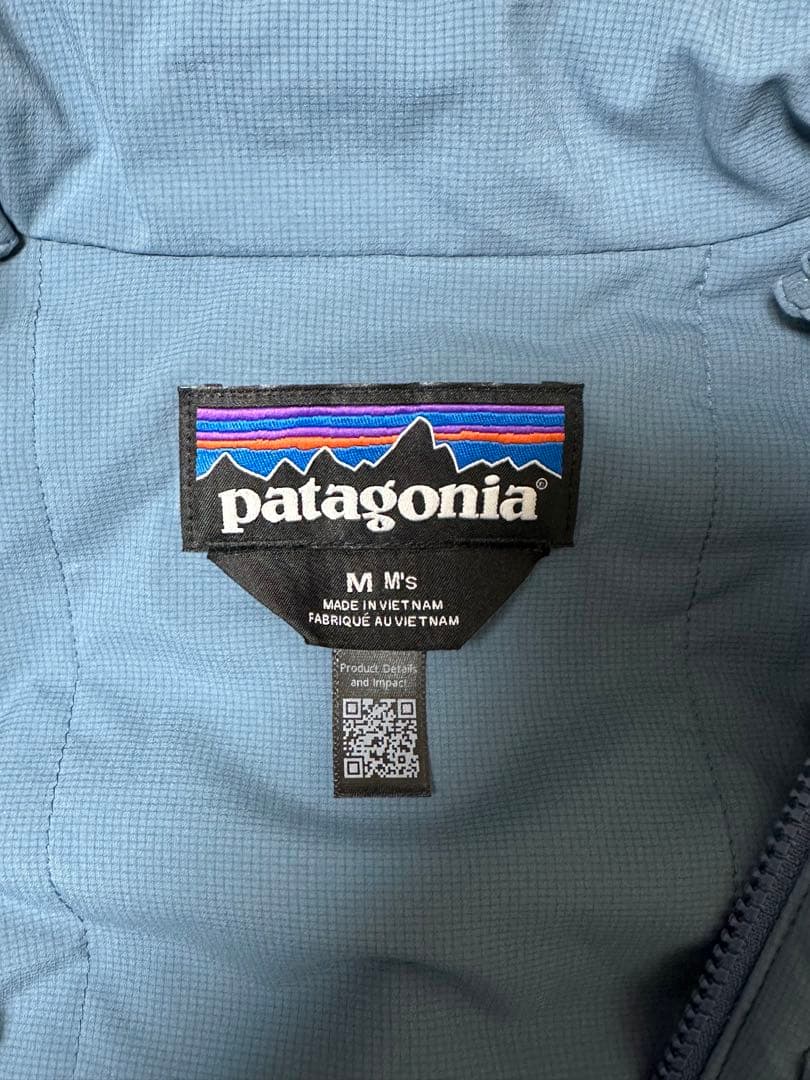 patagonia©
M M's
MADE IN VIETNAM
FABRIQUÉ AU VIETNAM
Product Details
and Impact